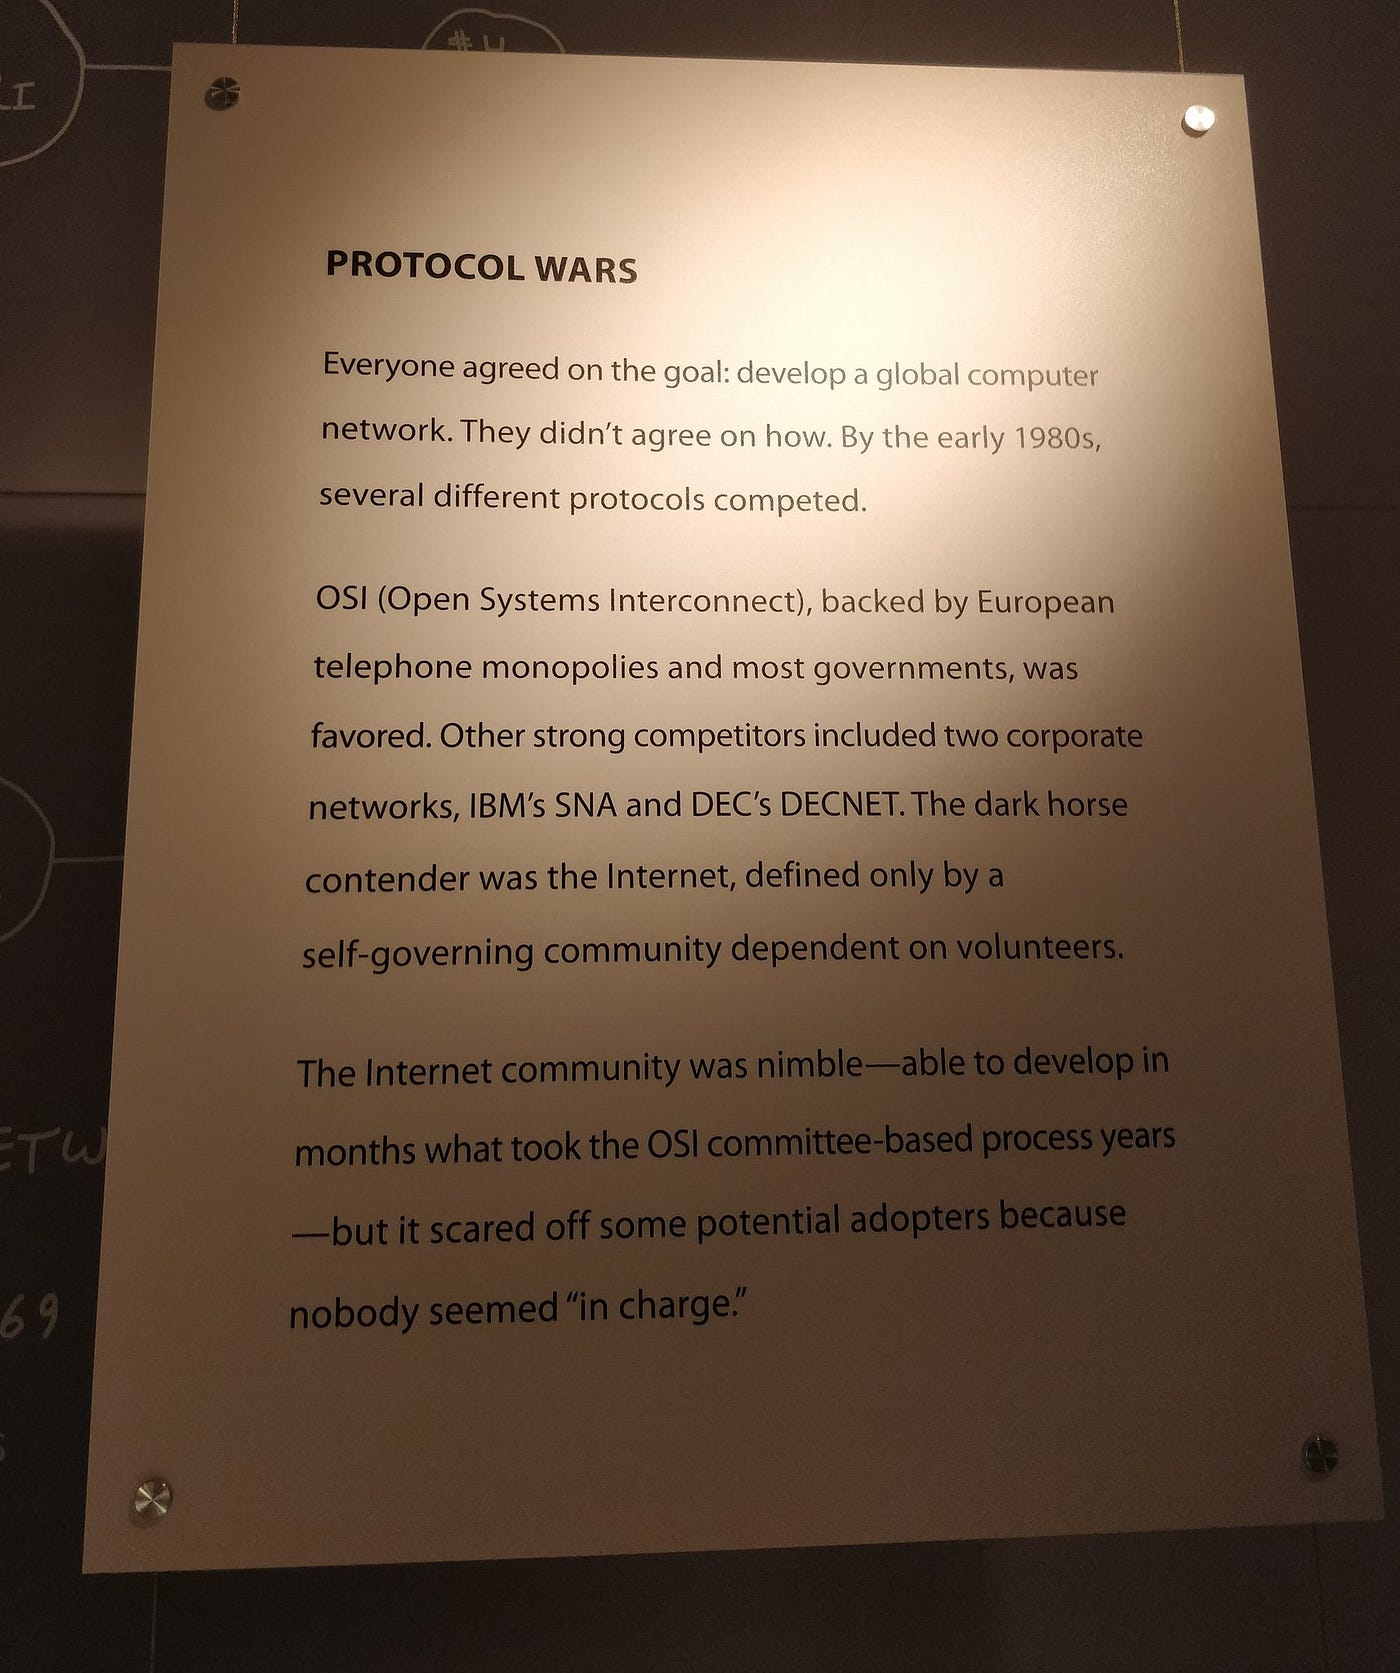 #4
RI
PROTOCOL WARS
Everyone agreed on the goal: develop a global computer
network. They didn't agree on how. By the early 1980s,
several different protocols competed.
OSI (Open Systems Interconnect), backed by European
telephone monopolies and most governments, was
favored. Other strong competitors included two corporate
networks, IBM's SNA and DEC's DECNET. The dark horse
contender was the Internet, defined only by a
self-governing community dependent on volunteers.
The Internet community was nimble—able to develop in
months what took the OSI committee-based process years
—but it scared off some potential adopters because
nobody seemed “in charge.”
ETW
69